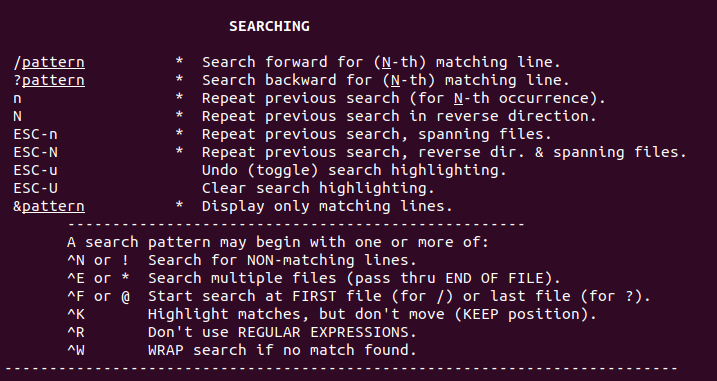 SEARCHING
/pattern * Search forward for (N-th) matching line.
?pattern * Search backward for (N-th) matching line.
n * Repeat previous search (for N-th occurrence).
N * Repeat previous search in reverse direction.
ESC-n * Repeat previous search, spanning files.
ESC-N * Repeat previous search, reverse dir. & spanning files.
ESC-u Undo (toggle) search highlighting.
ESC-U Clear search highlighting.
&pattern * Display only matching lines.
---------------------------------------------------
A search pattern may begin with one or more of:
^N or ! Search for NON-matching lines.
^E or * Search multiple files (pass thru END OF FILE).
^F or @ Start search at FIRST file (for /) or last file (for ?).
^K Highlight matches, but don't move (KEEP position).
^R Don't use REGULAR EXPRESSIONS.
^W WRAP search if no match found.
---------------------------------------------------------------------------